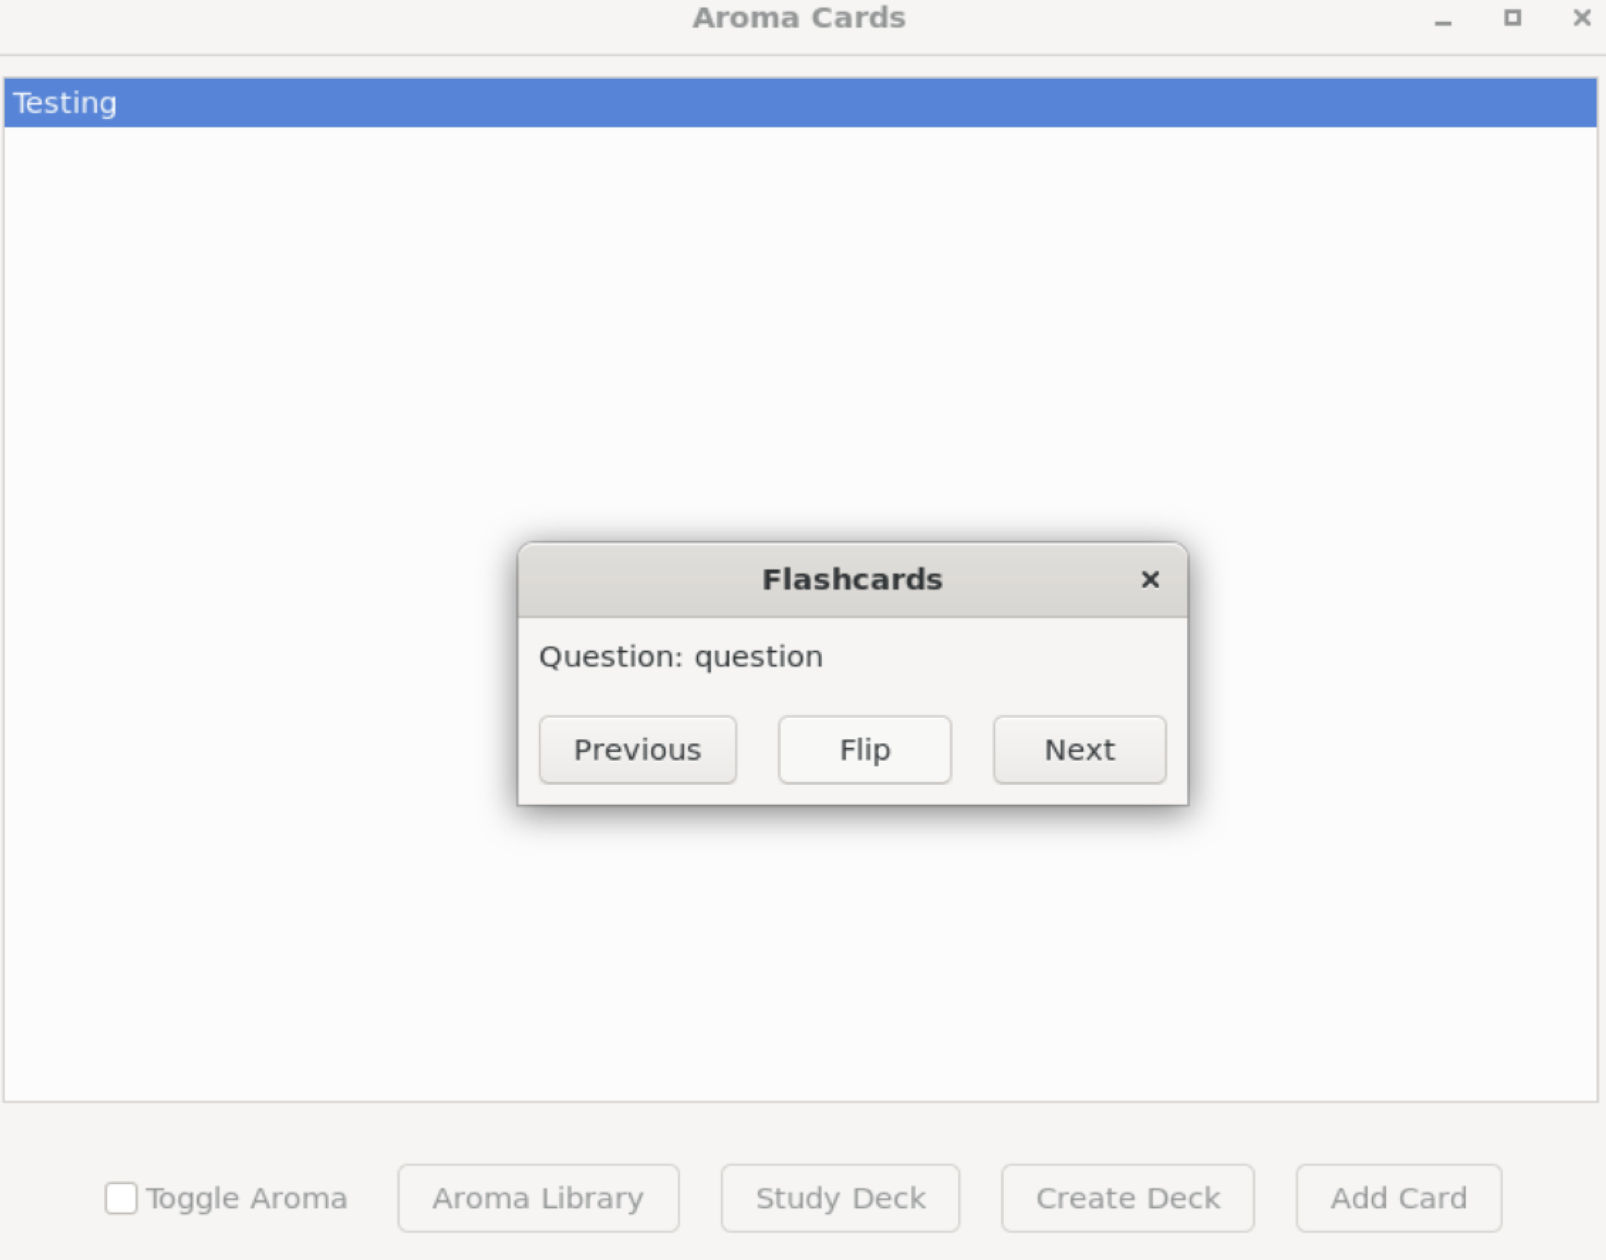 Aroma Cards
Testing
Flashcards
Question: question
Previous Flip Next
Toggle Aroma Aroma Library Study Deck Create Deck Add Card